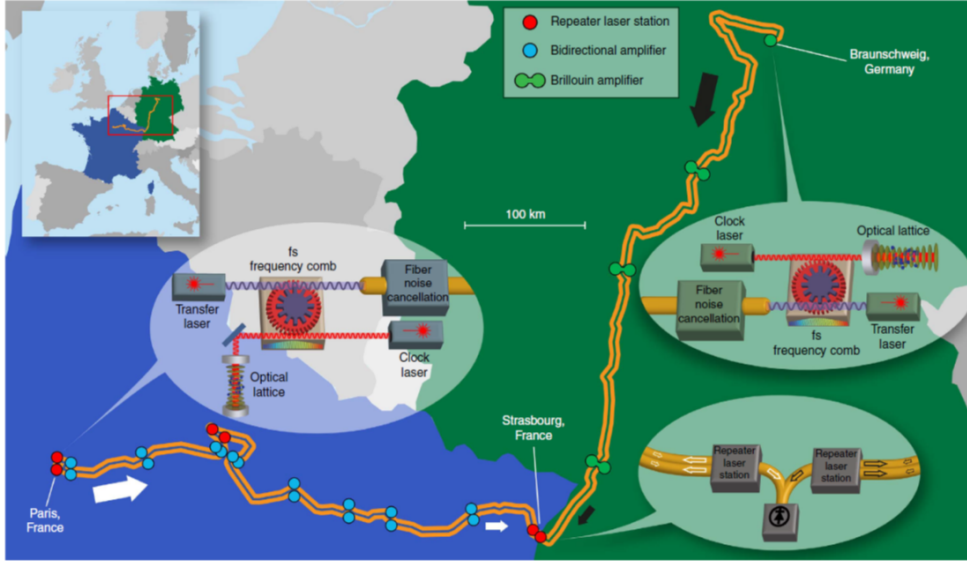 Repeater laser station
Bidirectional amplifier
Brillouin amplifier
Braunschweig,
Germany
100 km
fs
frequency comb
Fiber
noise
cancellation
Transfer
laser
Clock
laser
Optical
lattice
Clock
laser
Optical lattice
Fiber
noise
cancellation
Transfer
laser
fs
frequency comb
Strasbourg,
France
Repeater
laser
station
Repeater
laser
station
Paris,
France